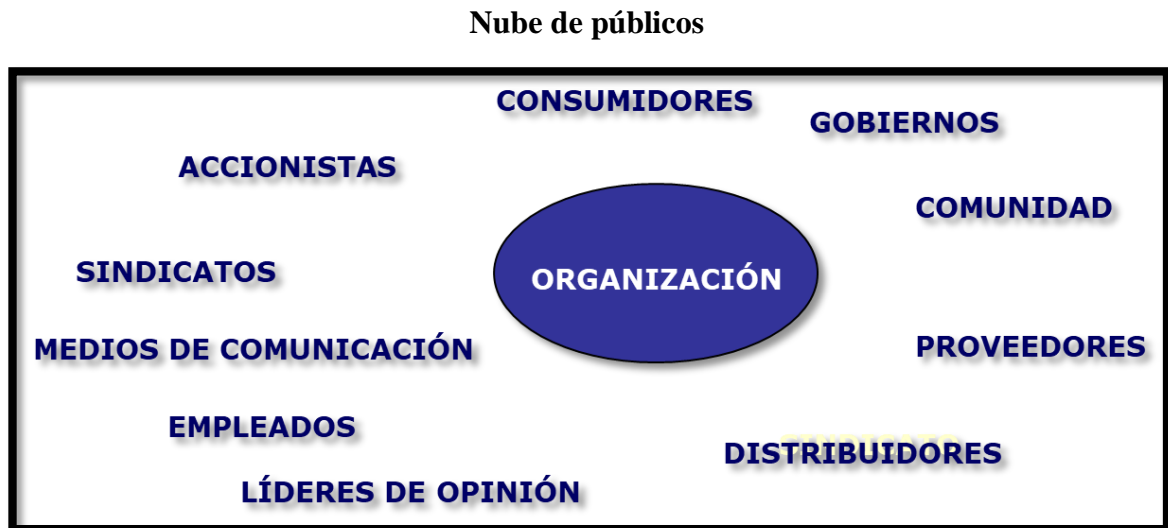 Nube de públicos
CONSUMIDORES
GOBIERNOS
ACCIONISTAS
COMUNIDAD
SINDICATOS
ORGANIZACIÓN
MEDIOS DE COMUNICACIÓN
PROVEEDORES
EMPLEADOS
DISTRIBUIDORES
LÍDERES DE OPINIÓN